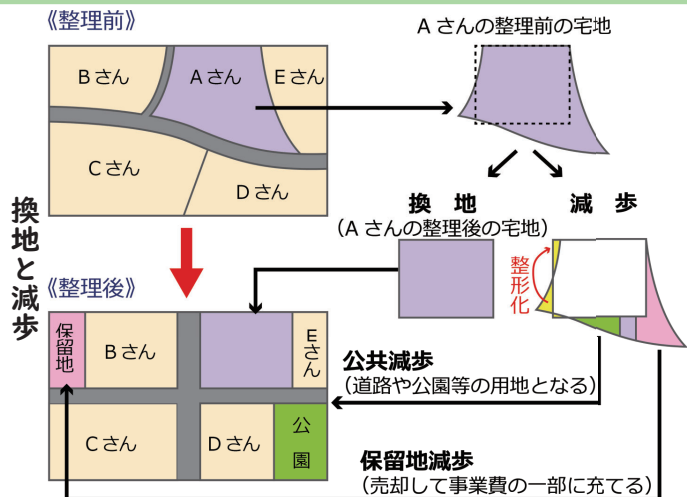 換地と減歩
《整理前》
Bさん
Aさん
Eさん
Cさん
Dさん
Aさんの整理前の宅地
換 地
(Aさんの整理後の宅地)
減 歩
整形化
《整理後》
保留地
Bさん
Eさん
Cさん
Dさん
公園
公共減歩
(道路や公園等の用地となる)
保留地減歩
(売却して事業費の一部に充てる)